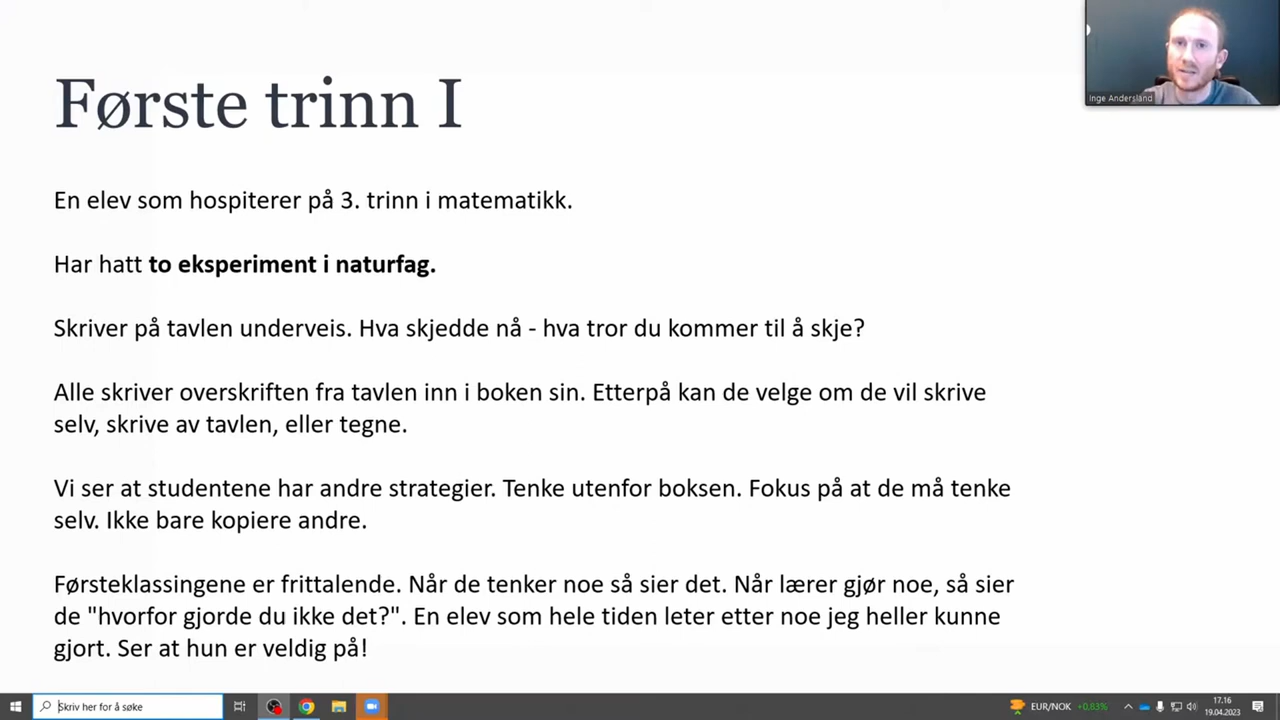 Første trinn I
Inge Andersland
En elev som hospiterer på 3. trinn i matematikk.
Har hatt to eksperiment i naturfag.
Skriver på tavlen underveis. Hva skjedde nå - hva tror du kommer til å skje?
Alle skriver overskriften fra tavlen inn i boken sin. Etterpå kan de velge om de vil skrive
selv, skrive av tavlen, eller tegne.
Vi ser at studentene har andre strategier. Tenke utenfor boksen. Fokus på at de må tenke
selv. Ikke bare kopiere andre.
Førsteklassingene er frittalende. Når de tenker noe så sier det. Når lærer gjør noe, så sier
de "hvorfor gjorde du ikke det?". En elev som hele tiden leter etter noe jeg heller kunne
gjort. Ser at hun er veldig på!
Skriv her for å søke
EUR/NOK +0,83%
17.16
19.04.2023